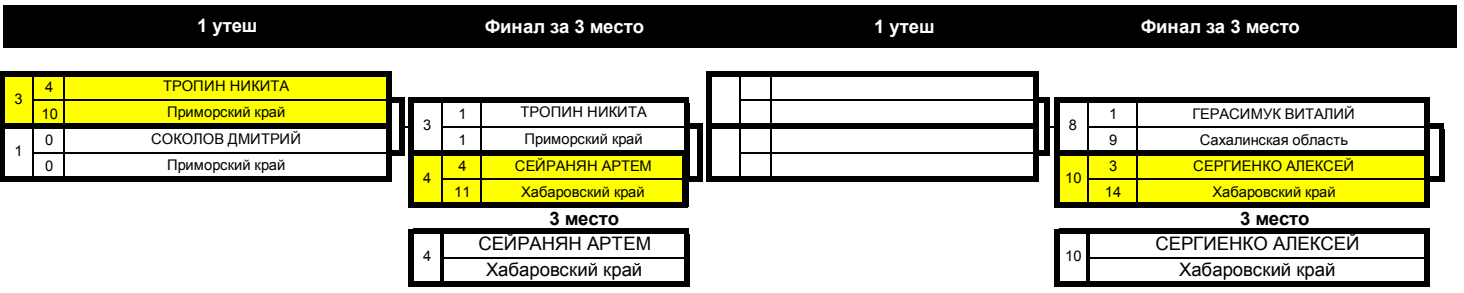 1 утеш Финал за 3 место 1 утеш Финал за 3 место
3 4 ТРОПИН НИКИТА
10 Приморский край
1 0 СОКОЛОВ ДМИТРИЙ
0 Приморский край
3 1 ТРОПИН НИКИТА
1 Приморский край
4 4 СЕЙРАНЯН АРТЕМ
11 Хабаровский край
3 место
4 СЕЙРАНЯН АРТЕМ
Хабаровский край
8 1 ГЕРАСИМУК ВИТАЛИЙ
9 Сахалинская область
10 3 СЕРГИЕНКО АЛЕКСЕЙ
14 Хабаровский край
3 место
10 СЕРГИЕНКО АЛЕКСЕЙ
Хабаровский край